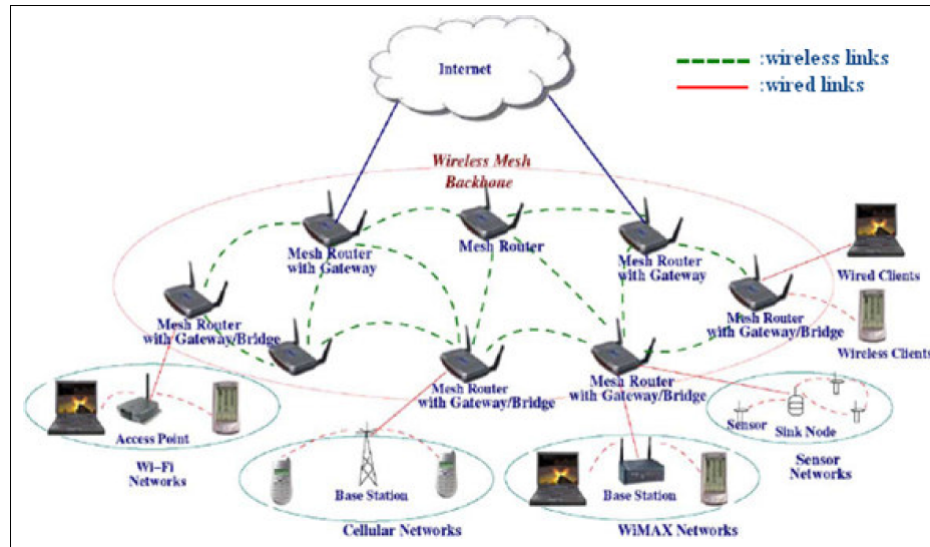 Internet
:wireless links
:wired links
Wireless Mesh
Backbone
Mesh Router
with Gateway
Mesh Router
Mesh Router
with Gateway
Wired Clients
Mesh Router
with Gateway/Bridge
Mesh Router
with Gateway/Bridge
Wireless Clients
Mesh Router
with Gateway/Bridge
Mesh Router
with Gateway/Bridge
Access Point
Wi-Fi
Networks
Base Station
Cellular Networks
Base Station
WiMAX Networks
Sensor
Sink Node
Sensor
Networks